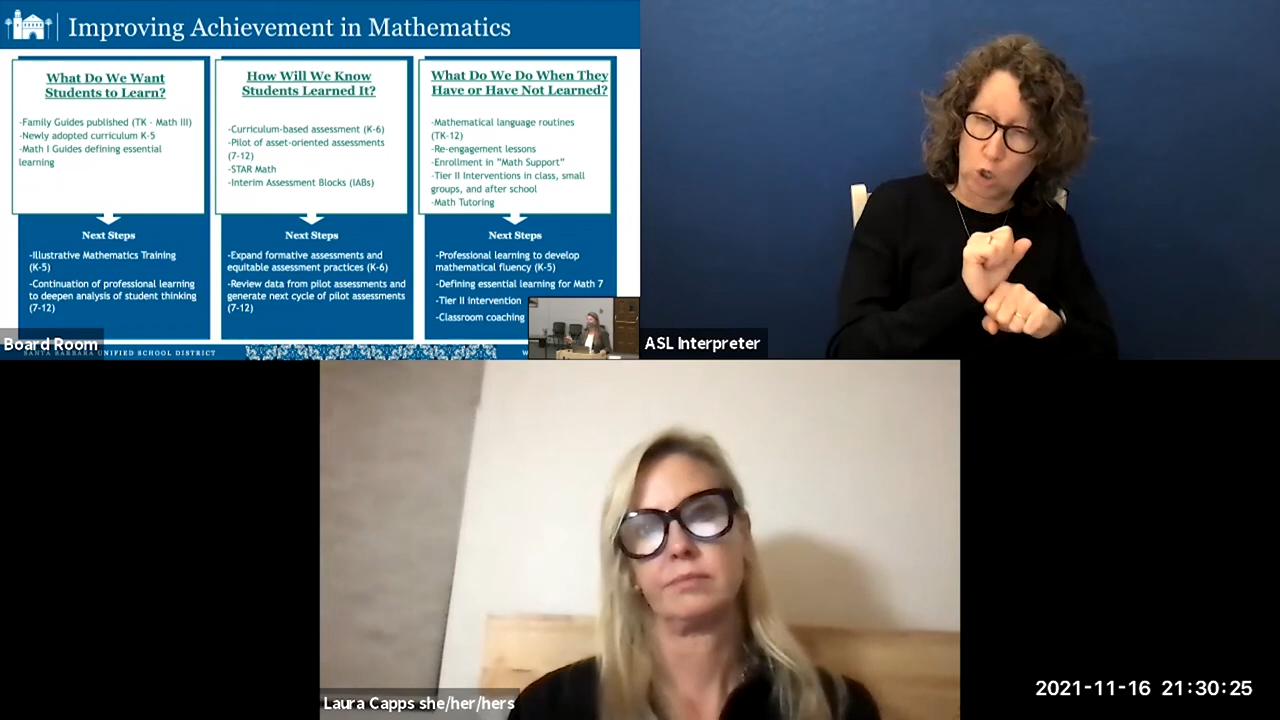 Improving Achievement in Mathematics
What Do We Want
Students to Learn?
-Family Guides published (TK - Math III)
-Newly adopted curriculum K-5
-Math I Guides defining essential
learning
Next Steps
-Illustrative Mathematics Training
(K-5)
-Continuation of professional learning
to deepen analysis of student thinking
(7-12)
How Will We Know
Students Learned It?
-Curriculum-based assessment (K-6)
-Pilot of asset-oriented assessments
(7-12)
-STAR Math
-Interim Assessment Blocks (IABs)
Next Steps
-Expand formative assessments and
equitable assessment practices (K-6)
-Review data from pilot assessments and
generate next cycle of pilot assessments
(7-12)
What Do We Do When They
Have or Have Not Learned?
-Mathematical language routines
(TK-12)
-Re-engagement lessons
-Enrollment in "Math Support"
-Tier II Interventions in class, small
groups, and after school
-Math Tutoring
Next Steps
-Professional learning to develop
mathematical fluency (K-5)
-Defining essential learning for Math 7
-Tier II intervention
-Classroom coaching
SANTA BARBARA UNIFIED SCHOOL DISTRICT
Board Room
ASL Interpreter
Laura Capps she/her/hers
2021-11-16 21:30:25